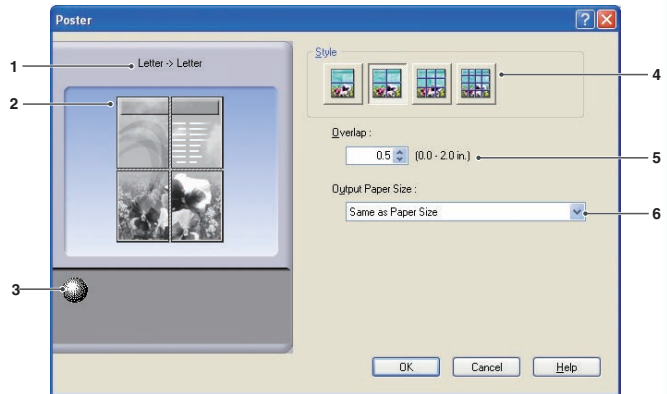 Poster
1
Letter -> Letter
2
3
Style
4
Overlap :
0.5 (0.0 - 2.0 in.)
5
Output Paper Size :
Same as Paper Size
6
OK Cancel Help